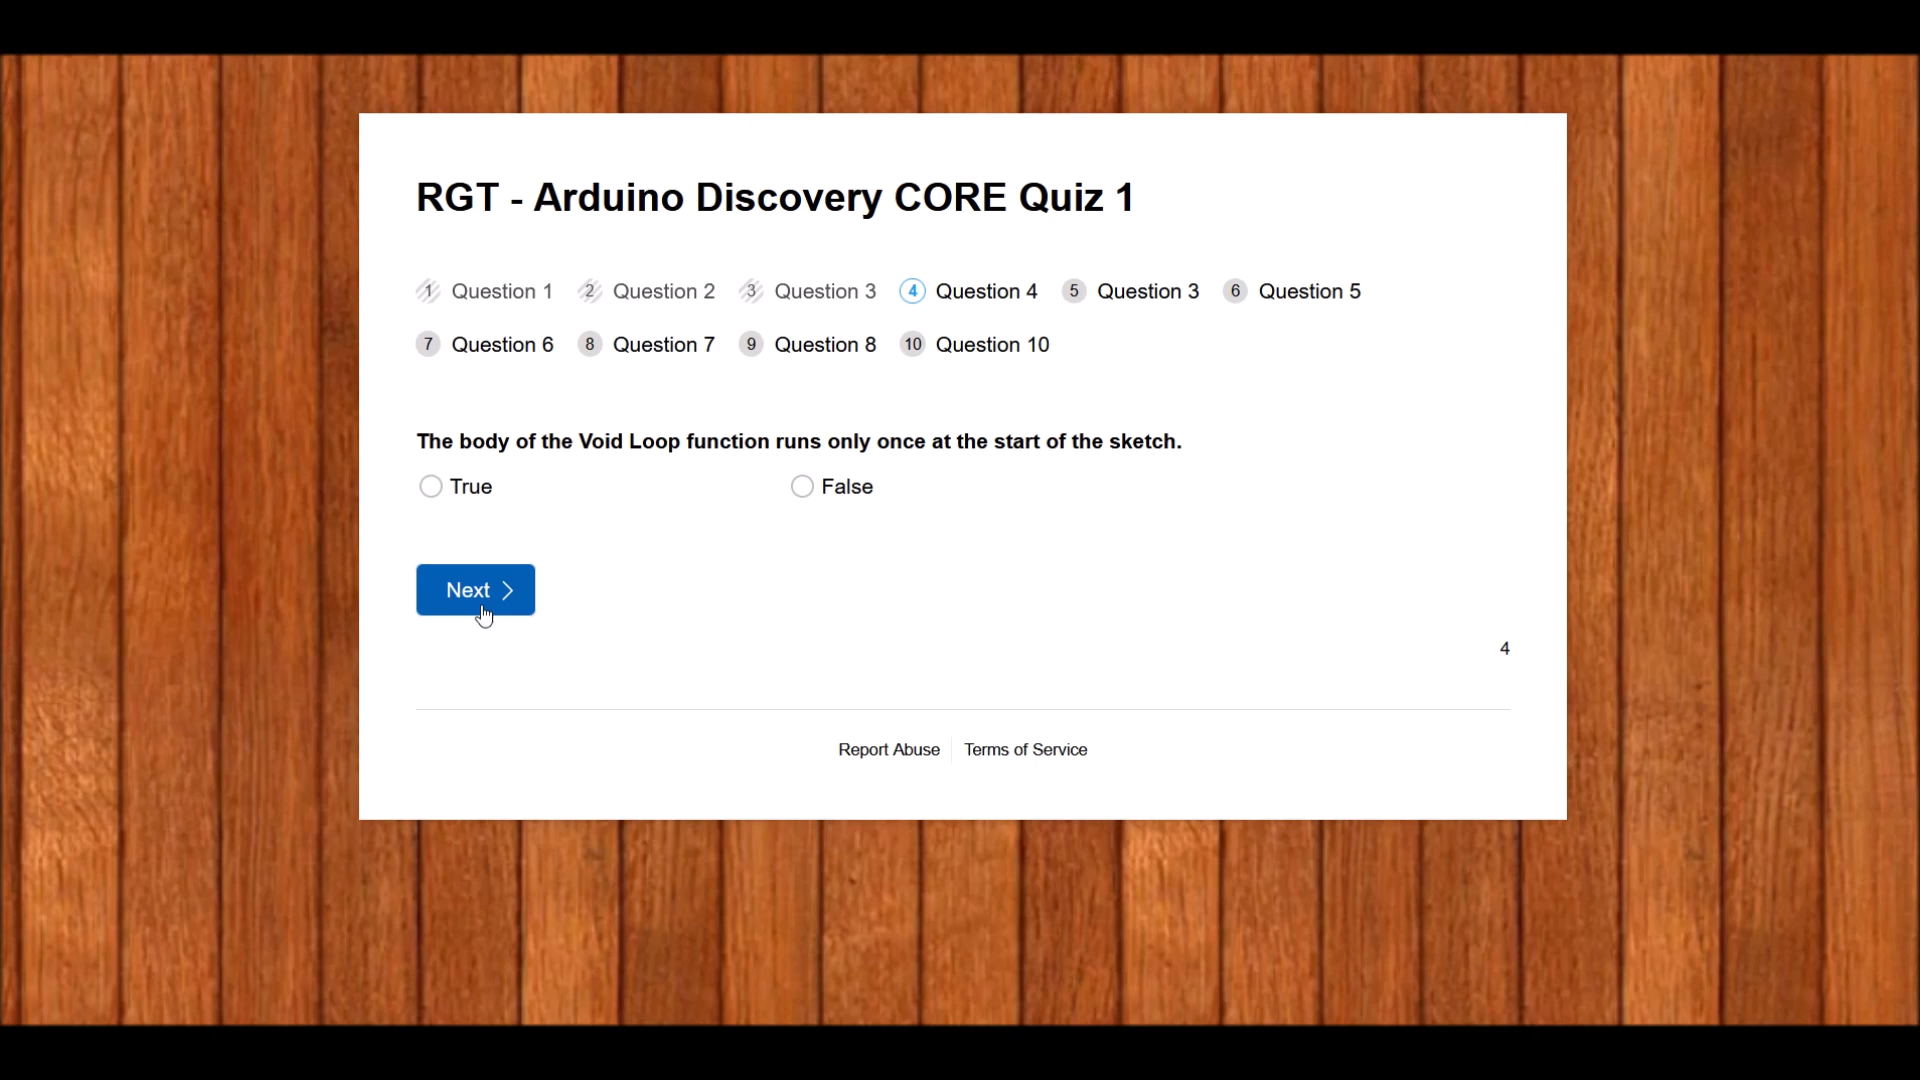 RGT - Arduino Discovery CORE Quiz 1
1 Question 1 2 Question 2 3 Question 3 4 Question 4 5 Question 3 6 Question 5
7 Question 6 8 Question 7 9 Question 8 10 Question 10
The body of the Void Loop function runs only once at the start of the sketch.
True False
Next
4
Report Abuse Terms of Service